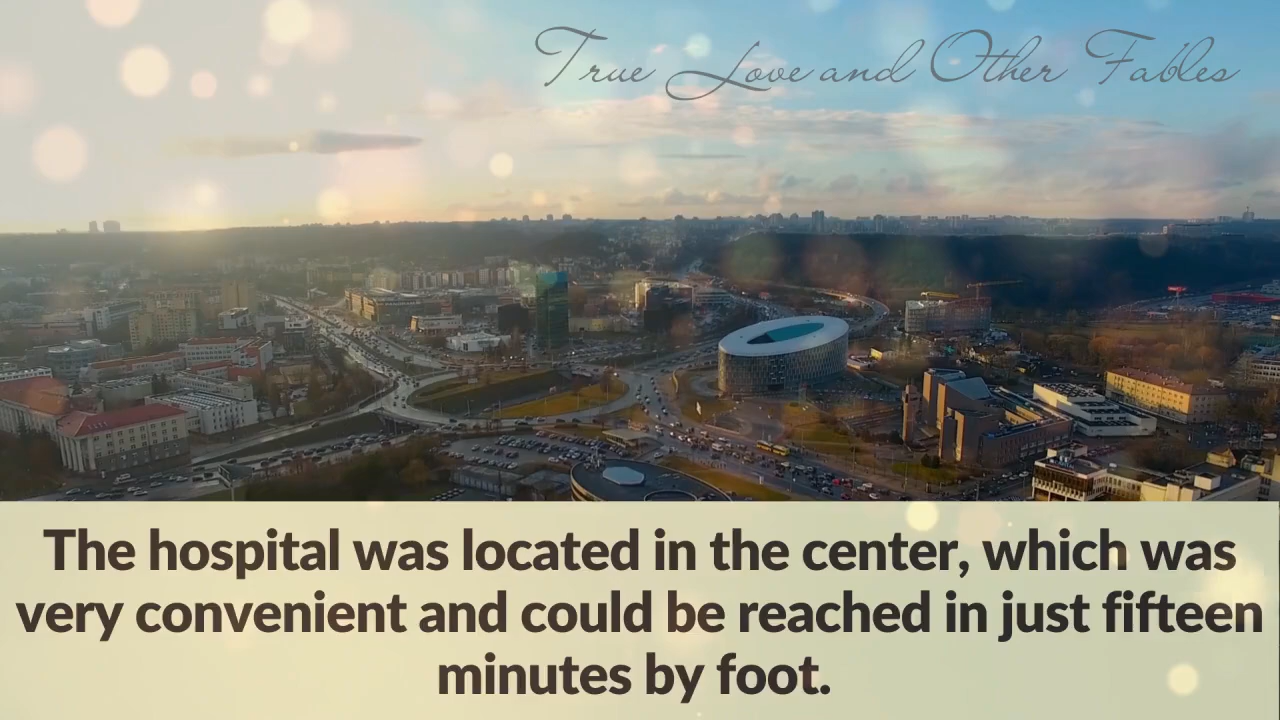 True Love and Other Fables
The hospital was located in the center, which was
very convenient and could be reached in just fifteen
minutes by foot.